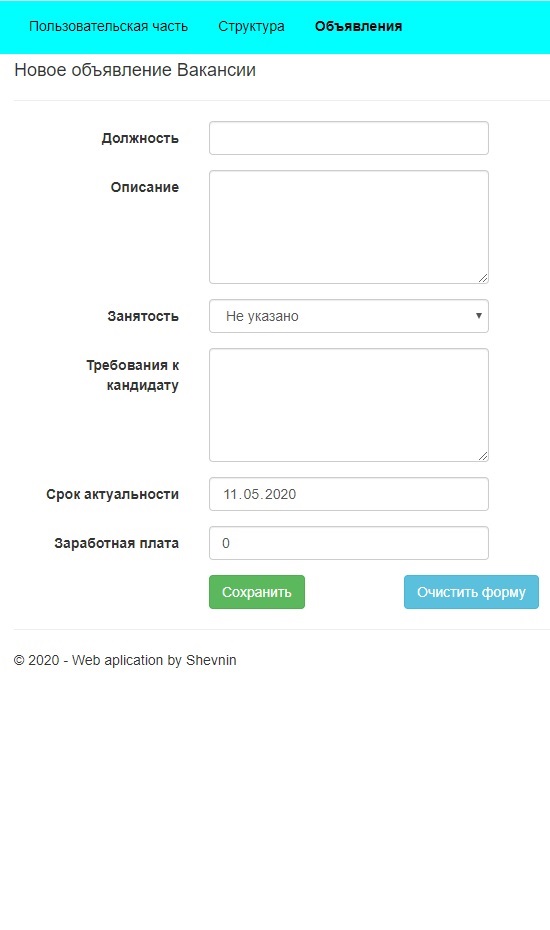 Пользовательская часть Структура Объявления
Новое объявление Вакансии
Должность
Описание
Занятость Не указано
Требования к
кандидату
Срок актуальности 11.05.2020
Заработная плата 0
Сохранить Очистить форму
© 2020 - Web aplication by Shevnin